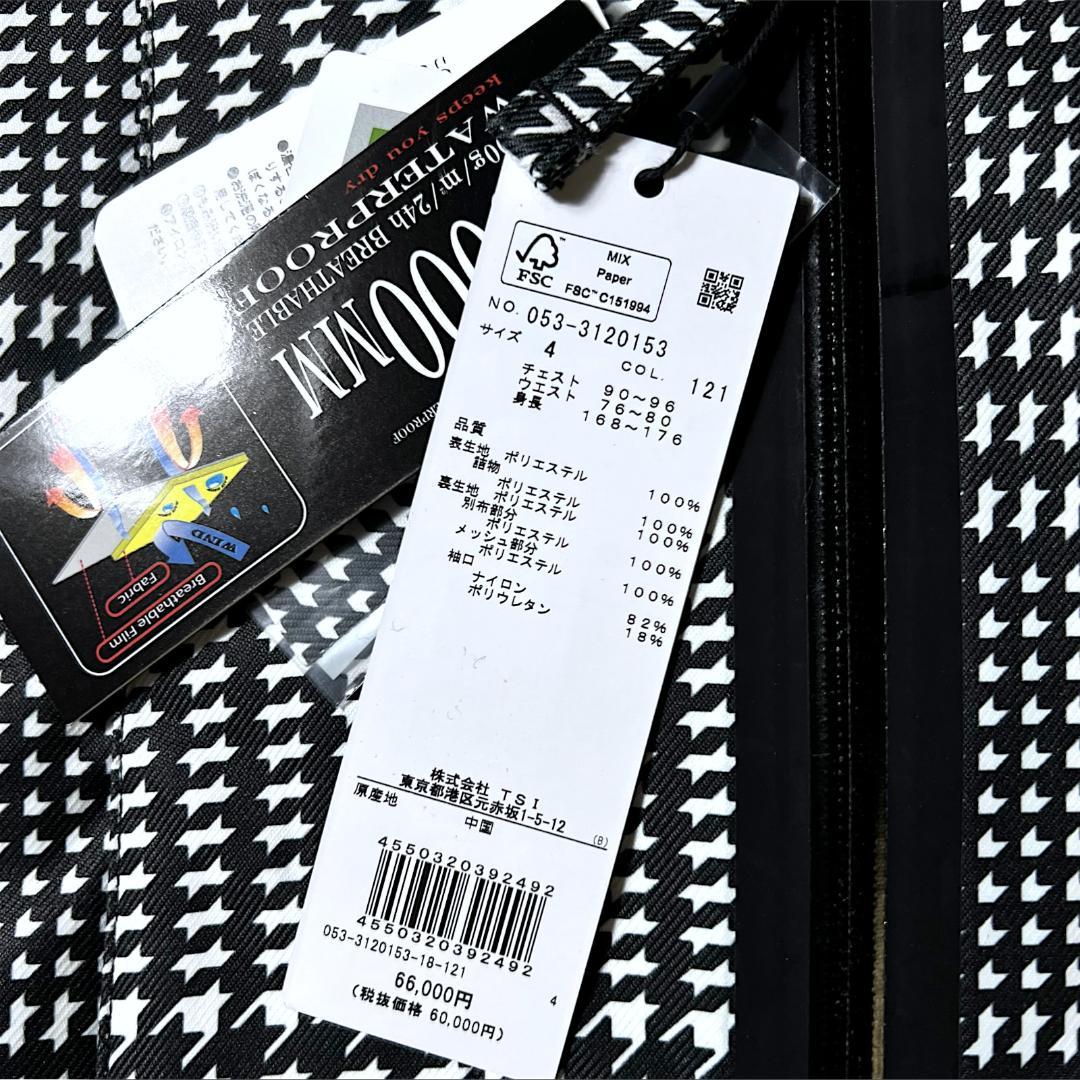 keeps you dry
WATERPROOF
00g/m²/24h BREATHABLE
00MM
WIND
Fabric
Breathable Film
FSC™
MIX
Paper
FSC™ C151994
NO. 053-3120153
サイズ 4 COL. 121
チェスト 90～96
ウエスト 76～80
身長 168～176
品質
表生地 ポリエステル 100%
詰物 ポリエステル 100%
裏生地 ポリエステル 100%
別布部分
ポリエステル 100%
メッシュ部分
ポリエステル 100%
袖口
ナイロン 82%
ポリウレタン 18%
株式会社 TSI
東京都港区元赤坂1-5-12
原産地 中国 (B)
4550320392492
4550320392492
053-3120153-18-121
66,000円 4
(税抜価格 60,000円)